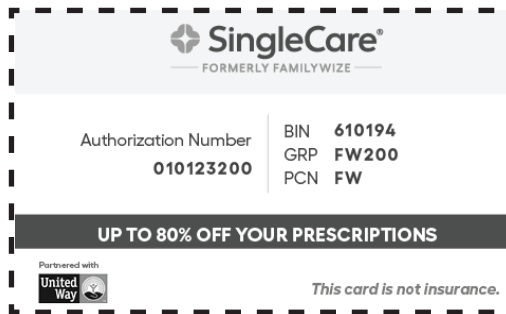 SingleCare®
FORMERLY FAMILYWIZE
Authorization Number
010123200
BIN 610194
GRP FW200
PCN FW
UP TO 80% OFF YOUR PRESCRIPTIONS
Partnered with
United
Way
This card is not insurance.